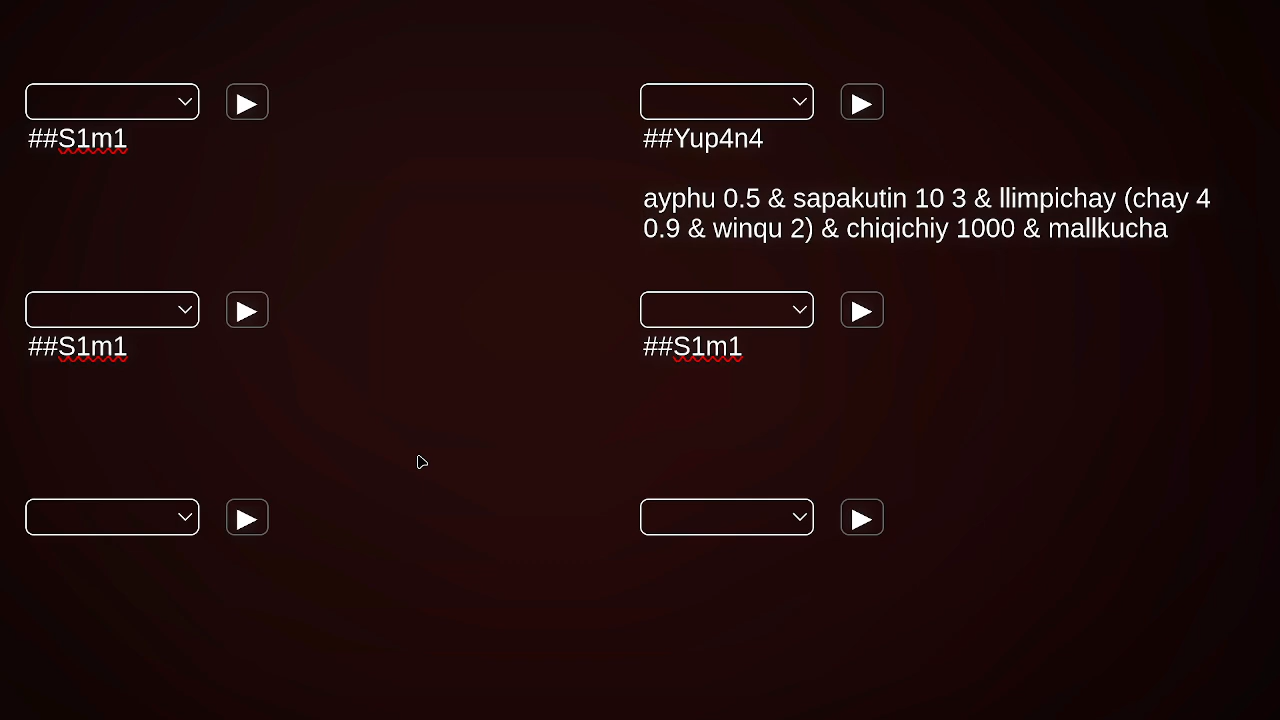 ##S1m1
##Yup4n4
ayphu 0.5 & sapakutin 10 3 & llimpichay (chay 4
0.9 & winqu 2) & chiqichiy 1000 & mallkucha
##S1m1
##S1m1